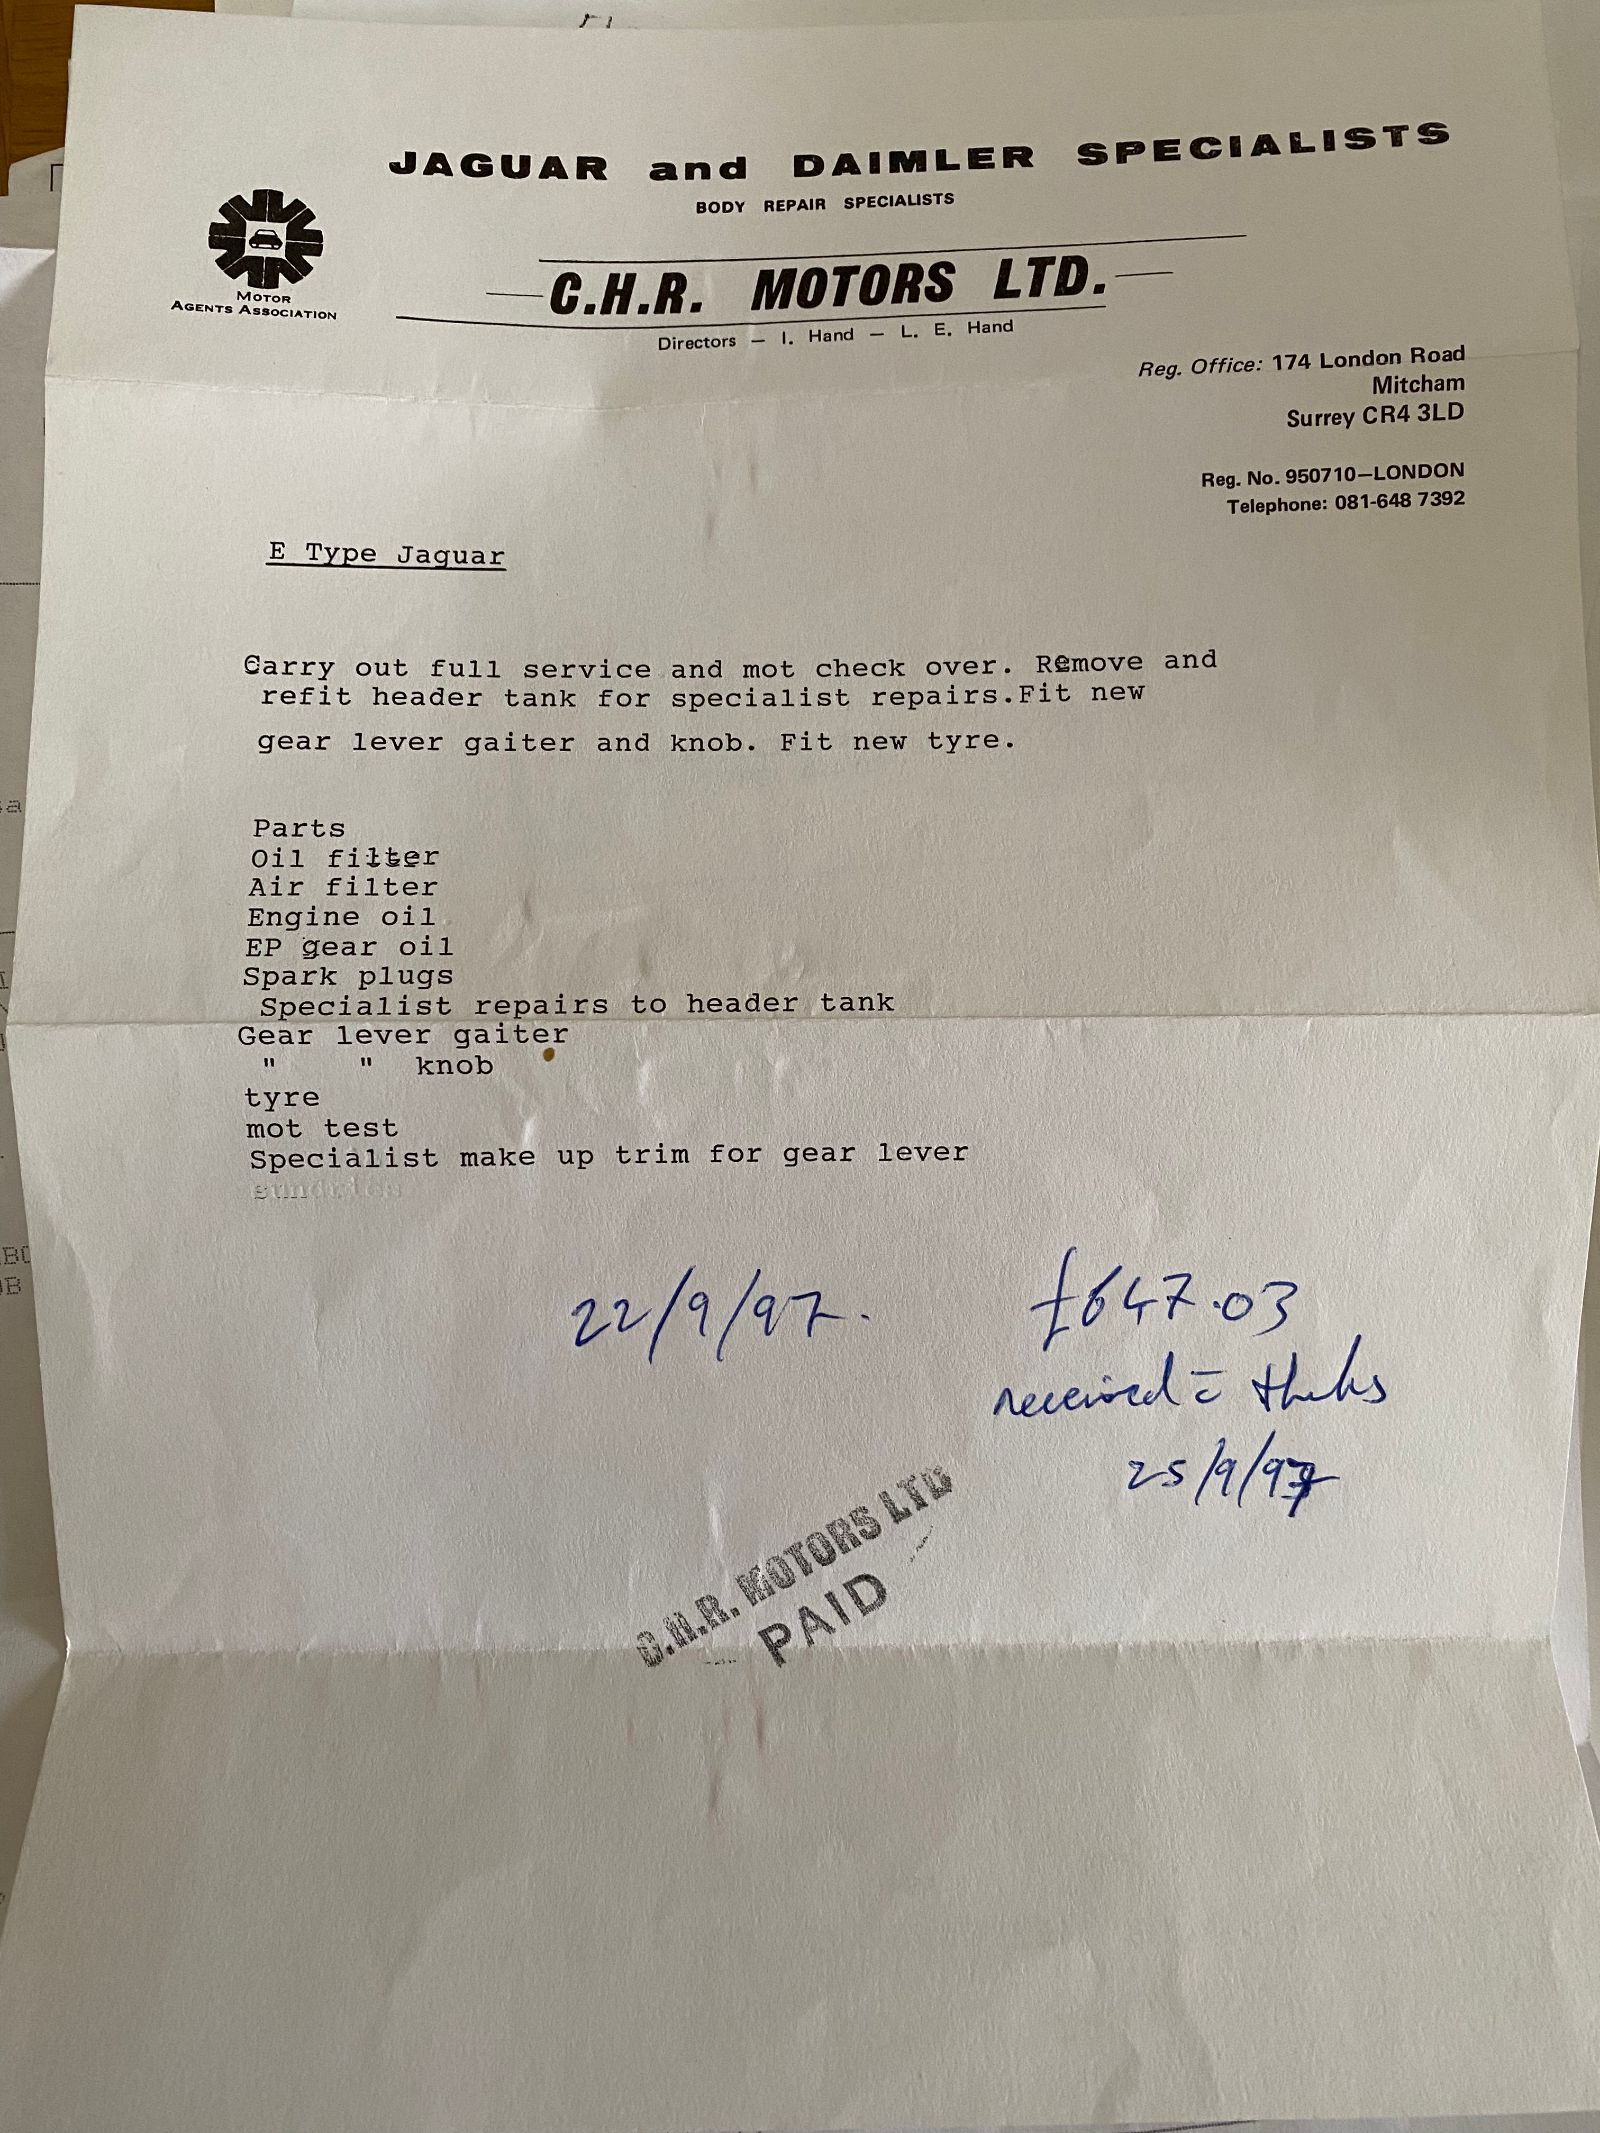 JAGUAR and DAIMLER SPECIALISTS
BODY REPAIR SPECIALISTS
MOTOR
AGENTS ASSOCIATION
C.H.R. MOTORS LTD.
Directors — I. Hand — L. E. Hand
Reg. Office: 174 London Road
Mitcham
Surrey CR4 3LD
Reg. No. 950710—LONDON
Telephone: 081-648 7392
E Type Jaguar
Carry out full service and mot check over. Remove and
refit header tank for specialist repairs.Fit new
gear lever gaiter and knob. Fit new tyre.
Parts
Oil filter
Air filter
Engine oil
EP gear oil
Spark plugs
Specialist repairs to header tank
Gear lever gaiter
" " knob
tyre
mot test
Specialist make up trim for gear lever
sundries
22/9/97.
£647.03
received c̄ thanks
25/9/97
C.H.R. MOTORS LTD
PAID